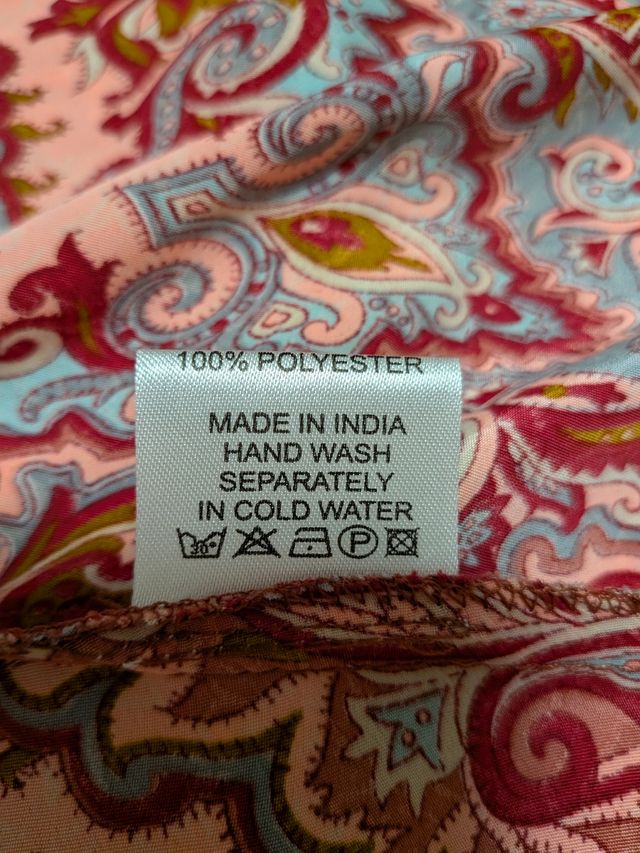 100% POLYESTER
MADE IN INDIA
HAND WASH
SEPARATELY
IN COLD WATER
30° P